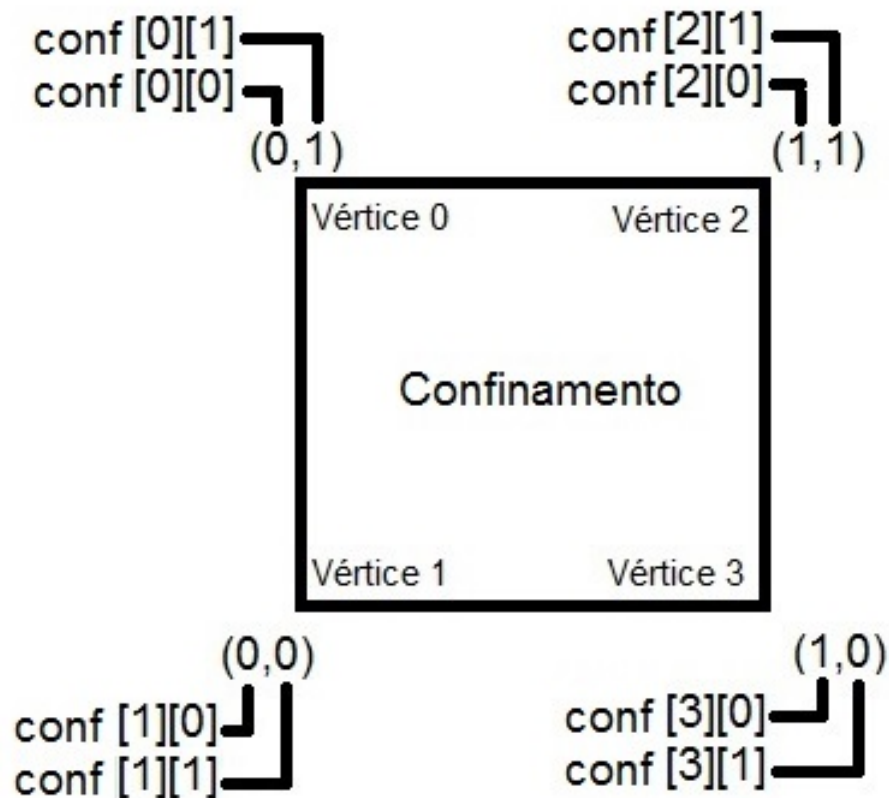 conf [0][1]
conf [0][0]
(0,1)
conf [2][1]
conf [2][0]
(1,1)
Vértice 0
Vértice 2
Confinamento
Vértice 1
Vértice 3
(0,0)
conf [1][0]
conf [1][1]
(1,0)
conf [3][0]
conf [3][1]